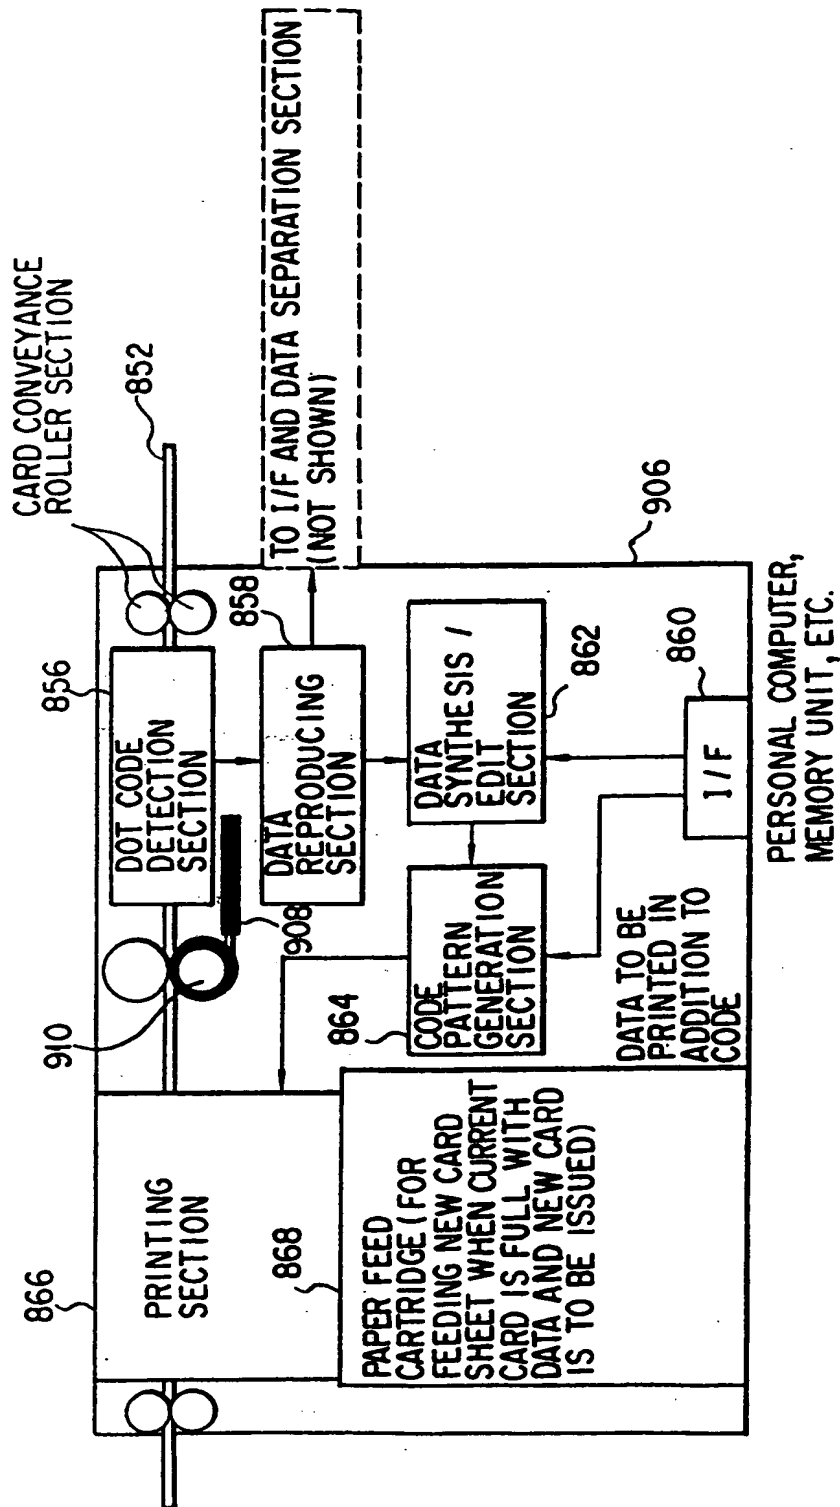 CARD CONVEYANCE
ROLLER SECTION
852
856
DOT CODE
DETECTION
SECTION
910
908
866
PRINTING
SECTION
858
DATA
REPRODUCING
SECTION
TO I/F AND DATA SEPARATION SECTION
(NOT SHOWN)
862
DATA
SYNTHESIS /
EDIT
SECTION
864
CODE
PATTERN
GENERATION
SECTION
868
PAPER FEED
CARTRIDGE (FOR
FEEDING NEW CARD
SHEET WHEN CURRENT
CARD IS FULL WITH
DATA AND NEW CARD
IS TO BE ISSUED)
DATA TO BE
PRINTED IN
ADDITION TO
CODE
860
I/F
906
PERSONAL COMPUTER,
MEMORY UNIT, ETC.